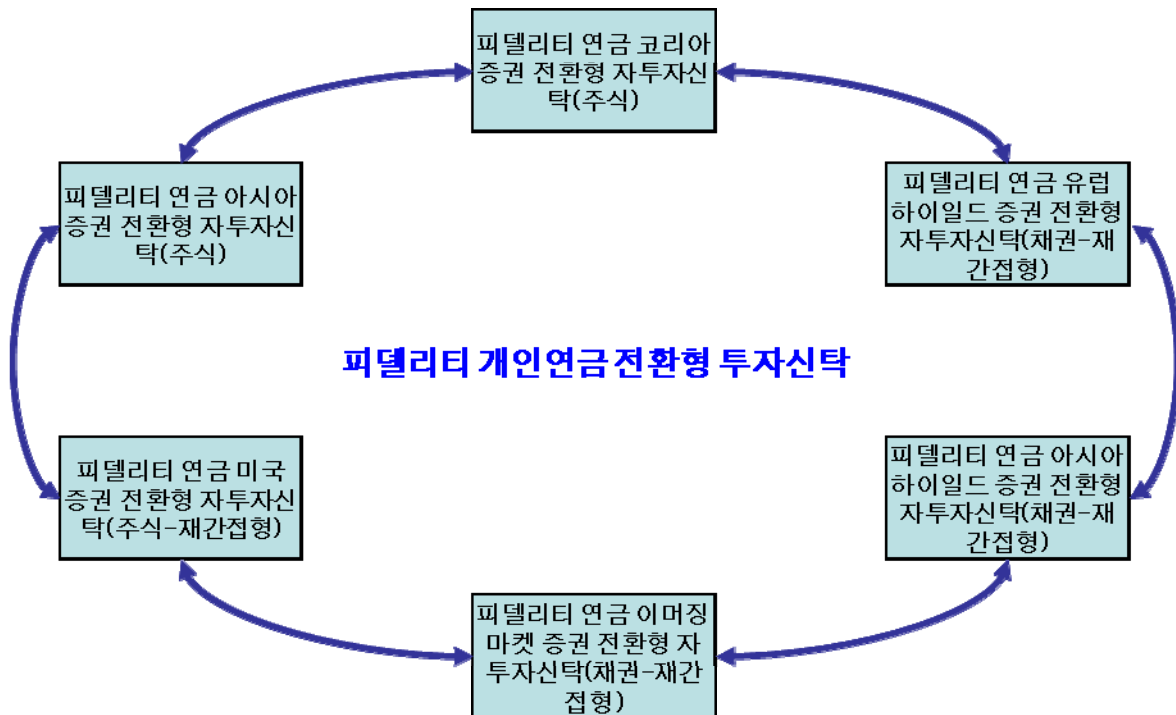 피델리티 연금 코리아
증권 전환형 자투자신
탁(주식)
피델리티 연금 아시아
증권 전환형 자투자신
탁(주식)
피델리티 연금 유럽
하이일드 증권 전환형
자투자신탁(채권-재
간접형)
피델리티 개인연금전환형 투자신탁
피델리티 연금 미국
증권 전환형 자투자신
탁(주식-재간접형)
피델리티 연금 아시아
하이일드 증권 전환형
자투자신탁(채권-재
간접형)
피델리티 연금 이머징
마켓 증권 전환형 자
투자신탁(채권-재간
접형)